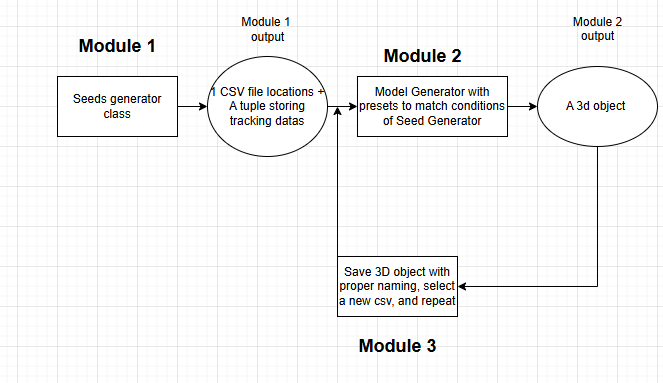 Module 1
Seeds generator
class
Module 1
output
1 CSV file locations +
A tuple storing
tracking datas
Module 2
Model Generator with
presets to match conditions
of Seed Generator
Module 2
output
A 3d object
Save 3D object with
proper naming, select
a new csv, and repeat
Module 3